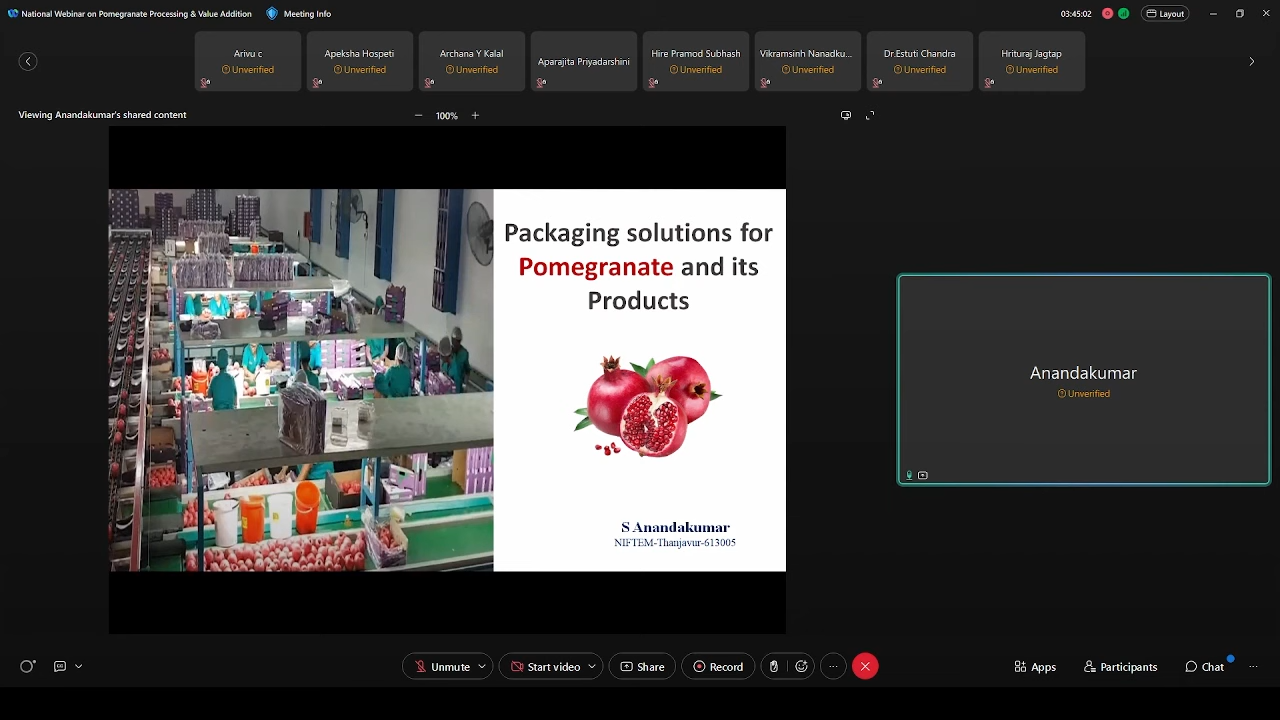 National Webinar on Pomegranate Processing & Value Addition
Meeting Info
03:45:02
Layout
Arivu c
Unverified
Apeksha Hospeti
Unverified
Archana Y Kalal
Unverified
Aparajita Priyadarshini
Hire Pramod Subhash
Unverified
Vikramsinh Nanadku...
Unverified
Dr.Estuti Chandra
Unverified
Hrituraj Jagtap
Unverified
Viewing Anandakumar's shared content
100%
Packaging solutions for
Pomegranate and its
Products
S Anandakumar
NIFTEM-Thanjavur-613005
Anandakumar
Unverified
Unmute
Start video
Share
Record
Apps
Participants
Chat